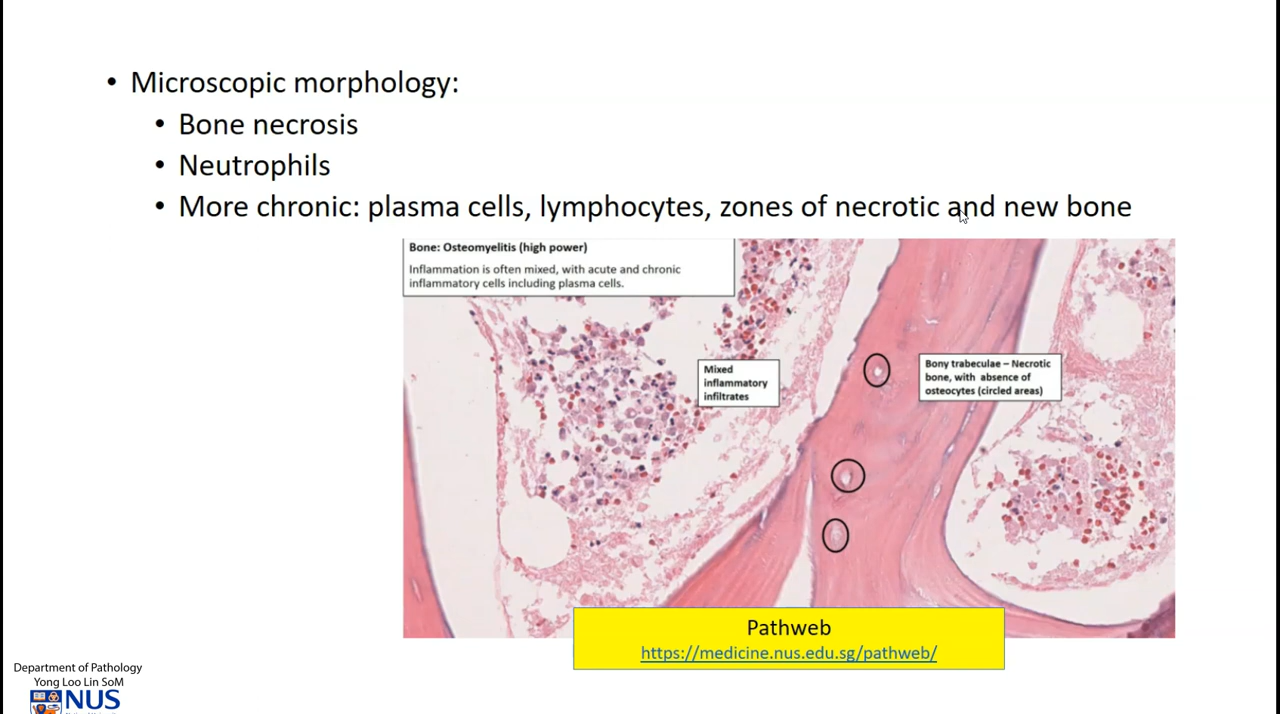 • Microscopic morphology:
• Bone necrosis
• Neutrophils
• More chronic: plasma cells, lymphocytes, zones of necrotic and new bone
Bone: Osteomyelitis (high power)
Inflammation is often mixed, with acute and chronic
inflammatory cells including plasma cells.
Mixed
inflammatory
infiltrates
Bony trabeculae – Necrotic
bone, with absence of
osteocytes (circled areas)
Pathweb
https://medicine.nus.edu.sg/pathweb/
Department of Pathology
Yong Loo Lin SoM
NUS